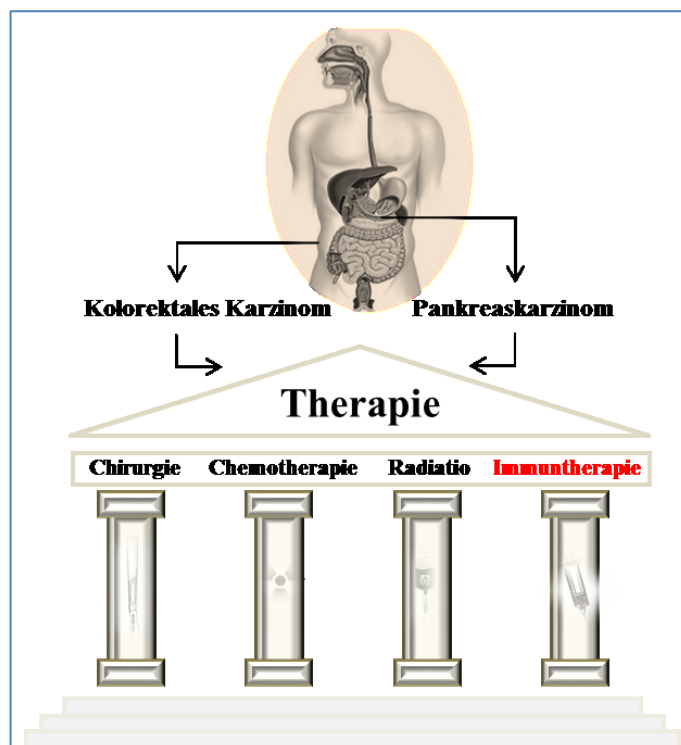 Kolorektales Karzinom Pankreaskarzinom
Therapie
Chirurgie Chemotherapie Radiatio Immuntherapie